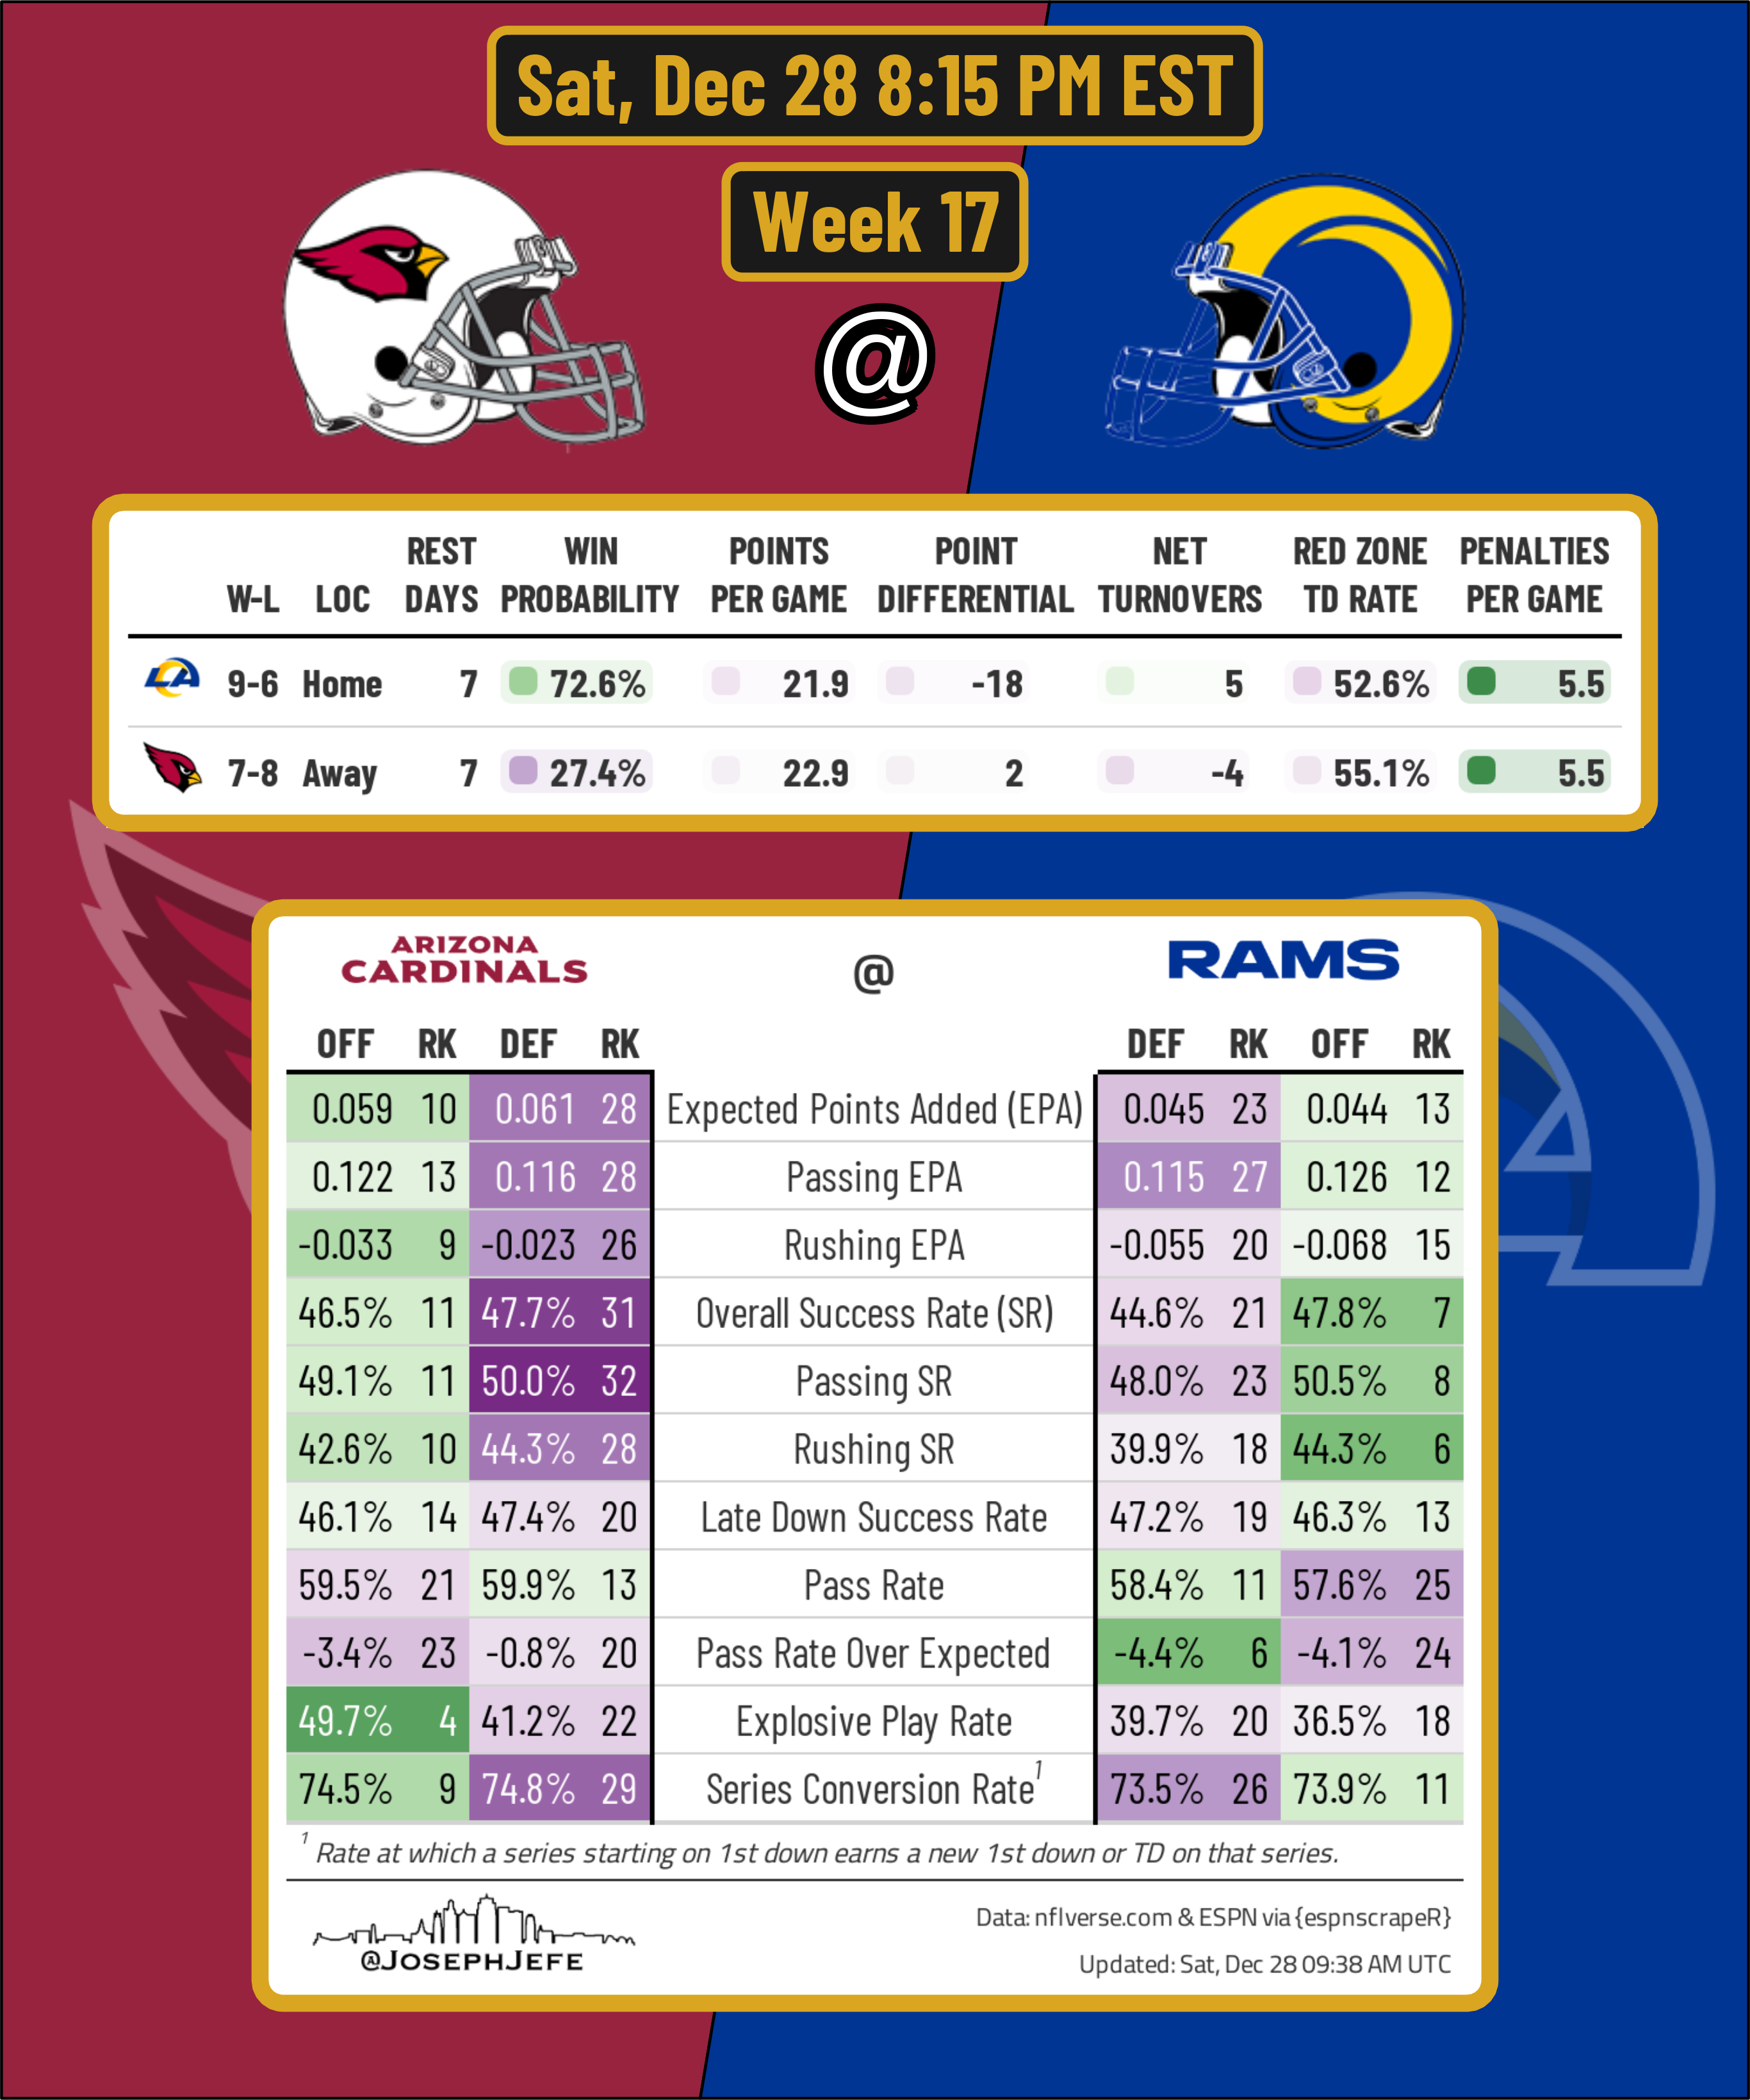 Sat, Dec 28 8:15 PM EST
Week 17
@
REST WIN POINTS POINT NET RED ZONE PENALTIES
W-L LOC DAYS PROBABILITY PER GAME DIFFERENTIAL TURNOVERS TD RATE PER GAME
LA 9-6 Home 7 72.6% 21.9 -18 5 52.6% 5.5
7-8 Away 7 27.4% 22.9 2 -4 55.1% 5.5
ARIZONA
CARDINALS @ RAMS
OFF RK DEF RK DEF RK OFF RK
0.059 10 0.061 28 Expected Points Added (EPA) 0.045 23 0.044 13
0.122 13 0.116 28 Passing EPA 0.115 27 0.126 12
-0.033 9 -0.023 26 Rushing EPA -0.055 20 -0.068 15
46.5% 11 47.7% 31 Overall Success Rate (SR) 44.6% 21 47.8% 7
49.1% 11 50.0% 32 Passing SR 48.0% 23 50.5% 8
42.6% 10 44.3% 28 Rushing SR 39.9% 18 44.3% 6
46.1% 14 47.4% 20 Late Down Success Rate 47.2% 19 46.3% 13
59.5% 21 59.9% 13 Pass Rate 58.4% 11 57.6% 25
-3.4% 23 -0.8% 20 Pass Rate Over Expected -4.4% 6 -4.1% 24
49.7% 4 41.2% 22 Explosive Play Rate 39.7% 20 36.5% 18
74.5% 9 74.8% 29 Series Conversion Rate¹ 73.5% 26 73.9% 11
¹ Rate at which a series starting on 1st down earns a new 1st down or TD on that series.
@JOSEPHJEFE
Data: nflverse.com & ESPN via {espnscrapeR}
Updated: Sat, Dec 28 09:38 AM UTC